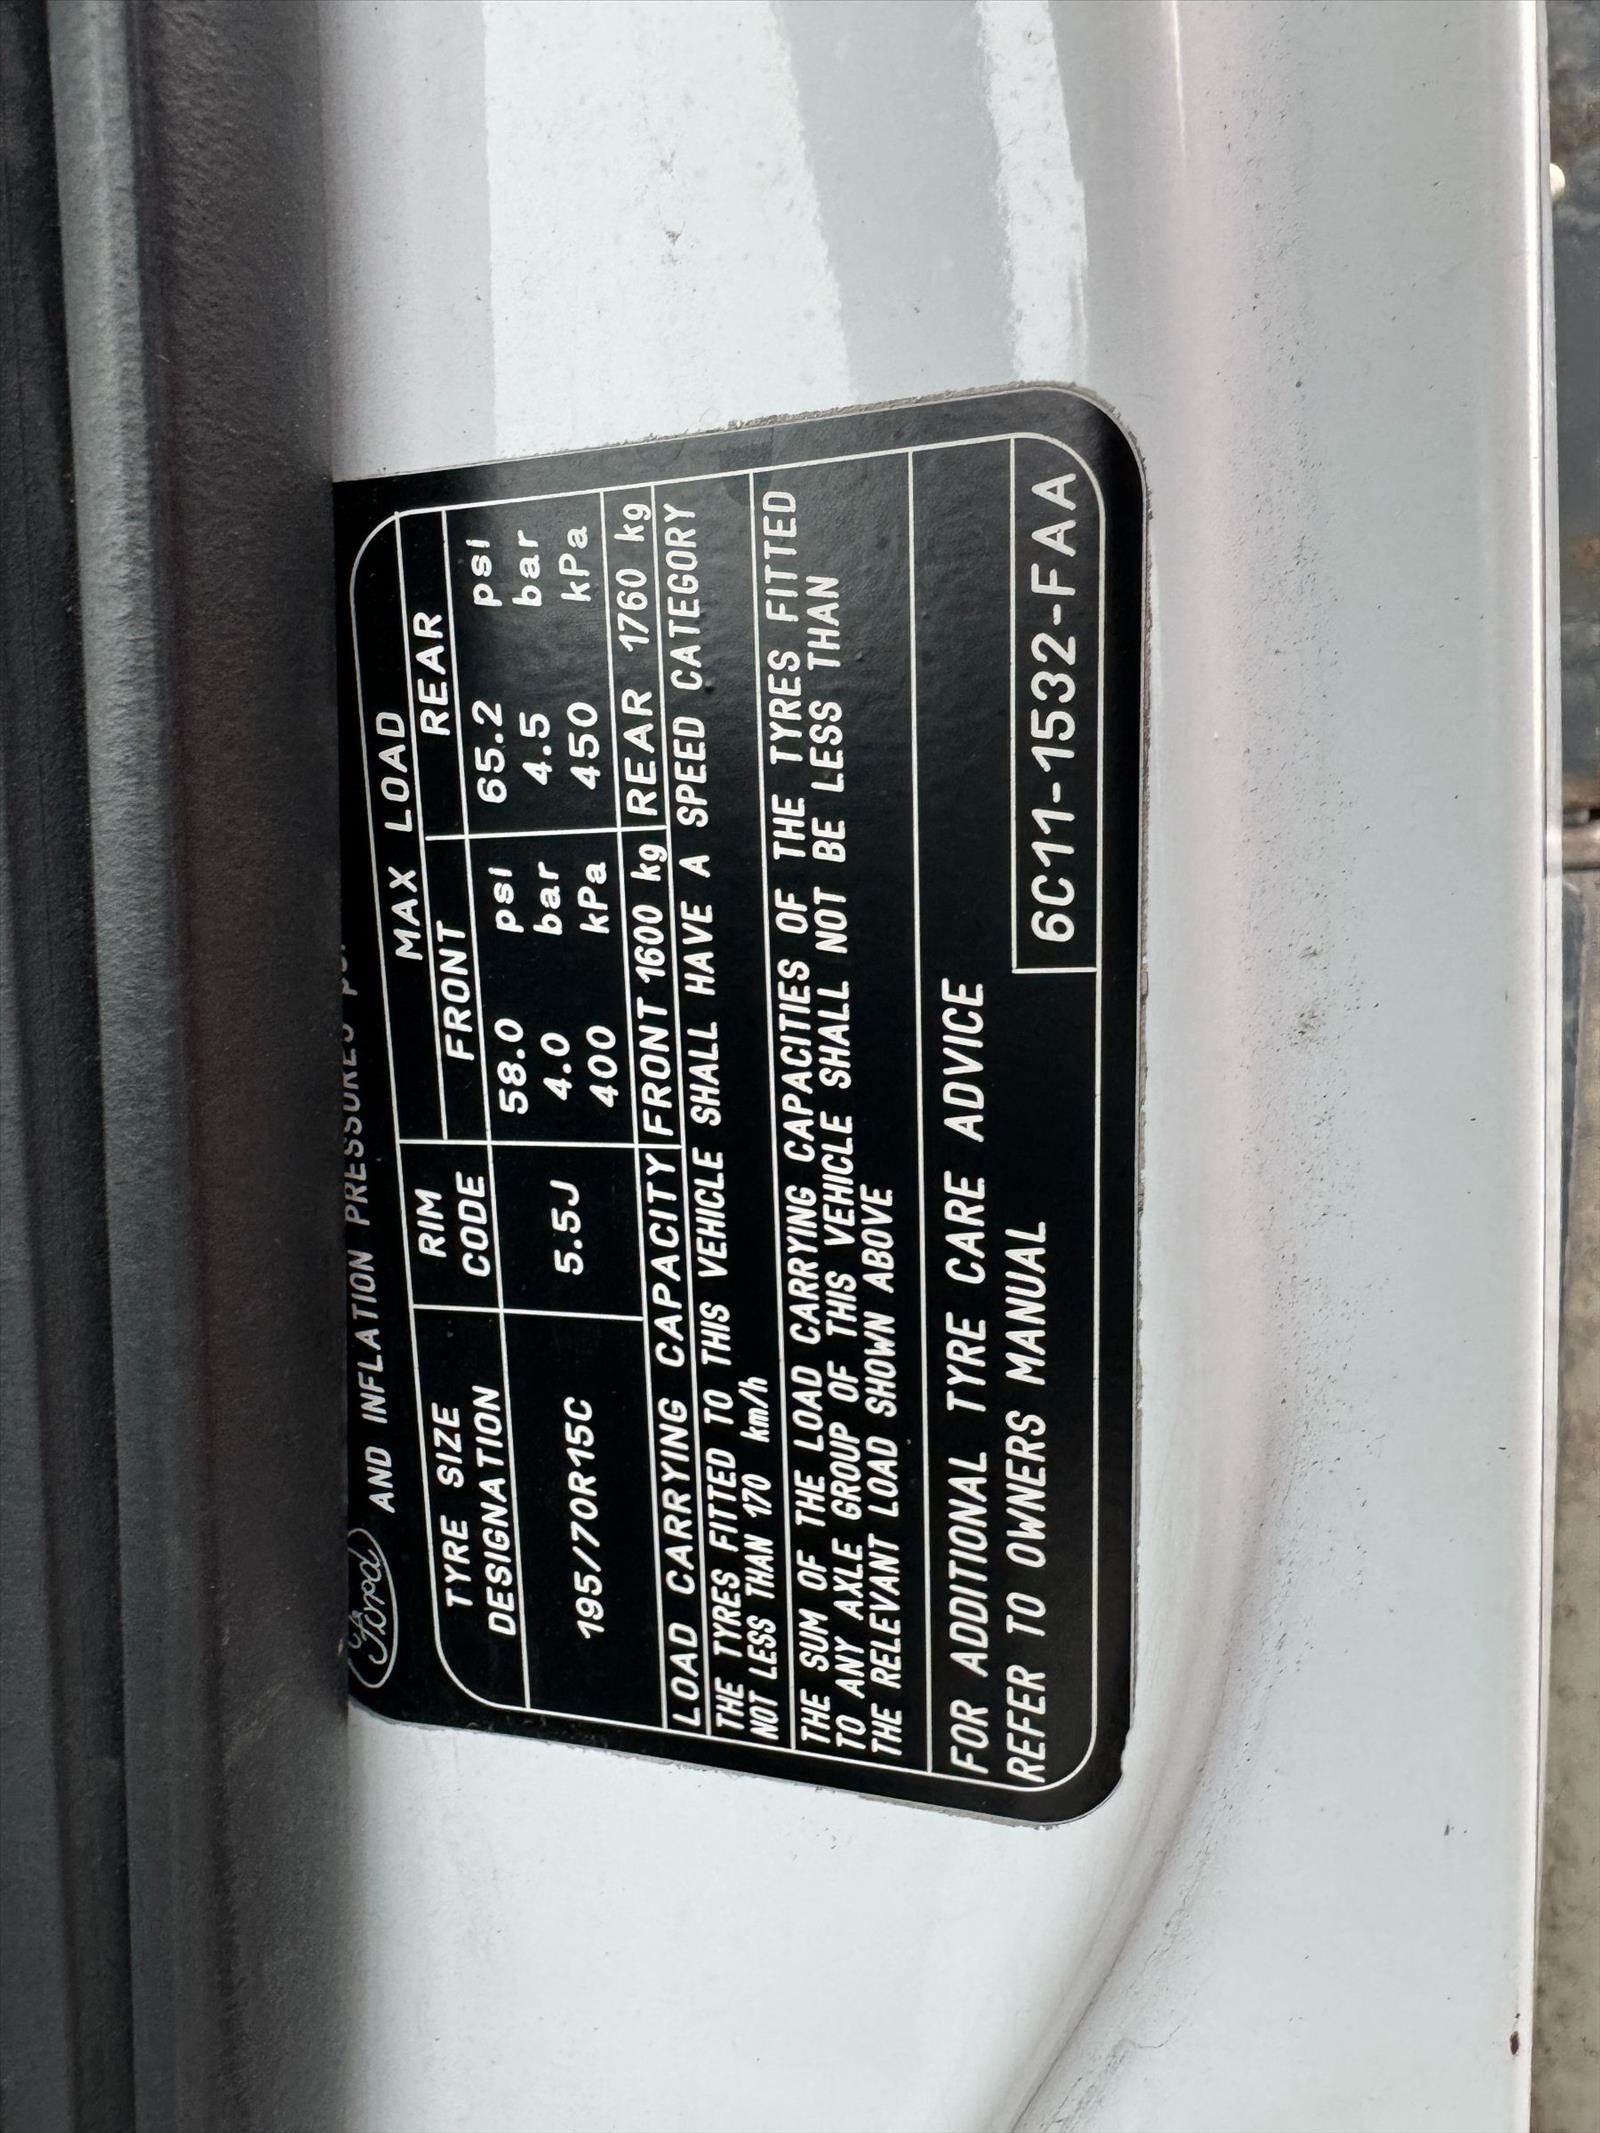 Ford AND INFLATION PRESSURES
TYRE SIZE DESIGNATION
RIM CODE
MAX LOAD
FRONT REAR
195/70R15C 5.5J
58.0 psi 65.2 psi
4.0 bar 4.5 bar
400 kPa 450 kPa
LOAD CARRYING CAPACITY FRONT 1600 kg REAR 1760 kg
THE TYRES FITTED TO THIS VEHICLE SHALL HAVE A SPEED CATEGORY
NOT LESS THAN 170 km/h
THE SUM OF THE LOAD CARRYING CAPACITIES OF THE TYRES FITTED
TO ANY AXLE GROUP OF THIS VEHICLE SHALL NOT BE LESS THAN
THE RELEVANT LOAD SHOWN ABOVE
FOR ADDITIONAL TYRE CARE ADVICE
REFER TO OWNERS MANUAL
6C11-1532-FAA